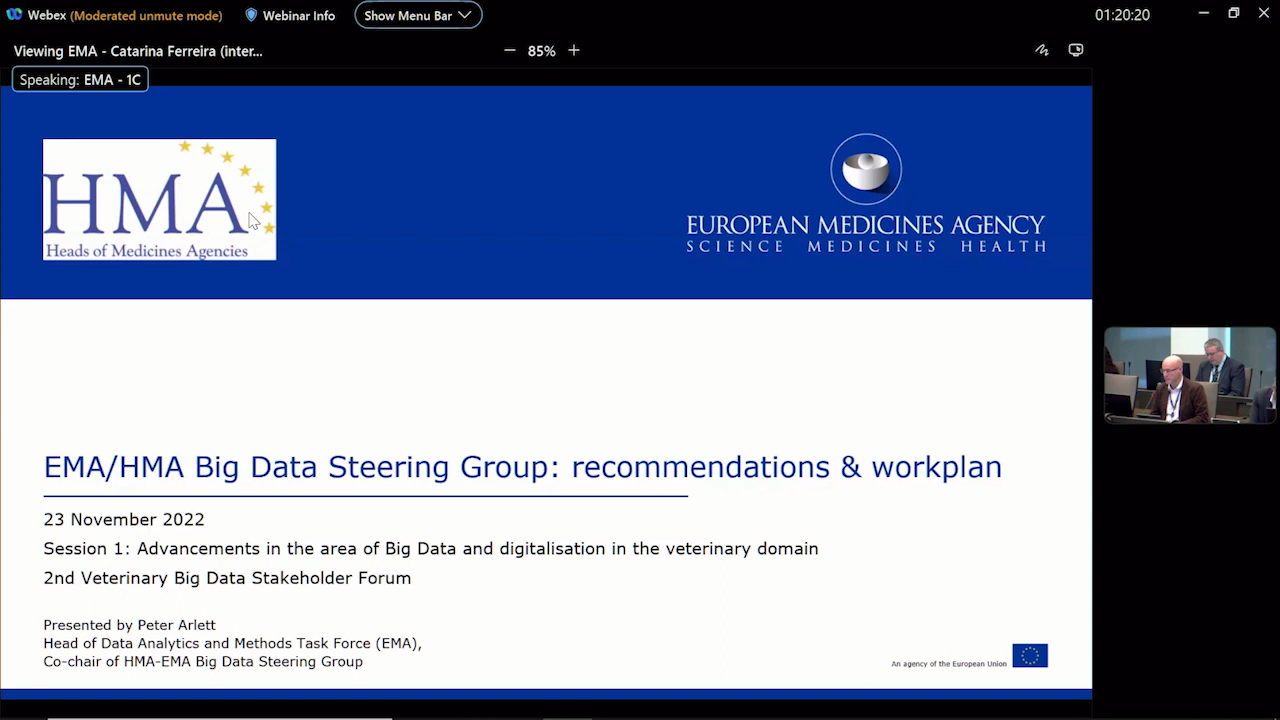 Webex (Moderated unmute mode) Webinar Info Show Menu Bar 01:20:20
Viewing EMA - Catarina Ferreira (inter... 85%
Speaking: EMA - 1C
HMA
Heads of Medicines Agencies
EUROPEAN MEDICINES AGENCY
SCIENCE MEDICINES HEALTH
EMA/HMA Big Data Steering Group: recommendations & workplan
23 November 2022
Session 1: Advancements in the area of Big Data and digitalisation in the veterinary domain
2nd Veterinary Big Data Stakeholder Forum
Presented by Peter Arlett
Head of Data Analytics and Methods Task Force (EMA),
Co-chair of HMA-EMA Big Data Steering Group
An agency of the European Union